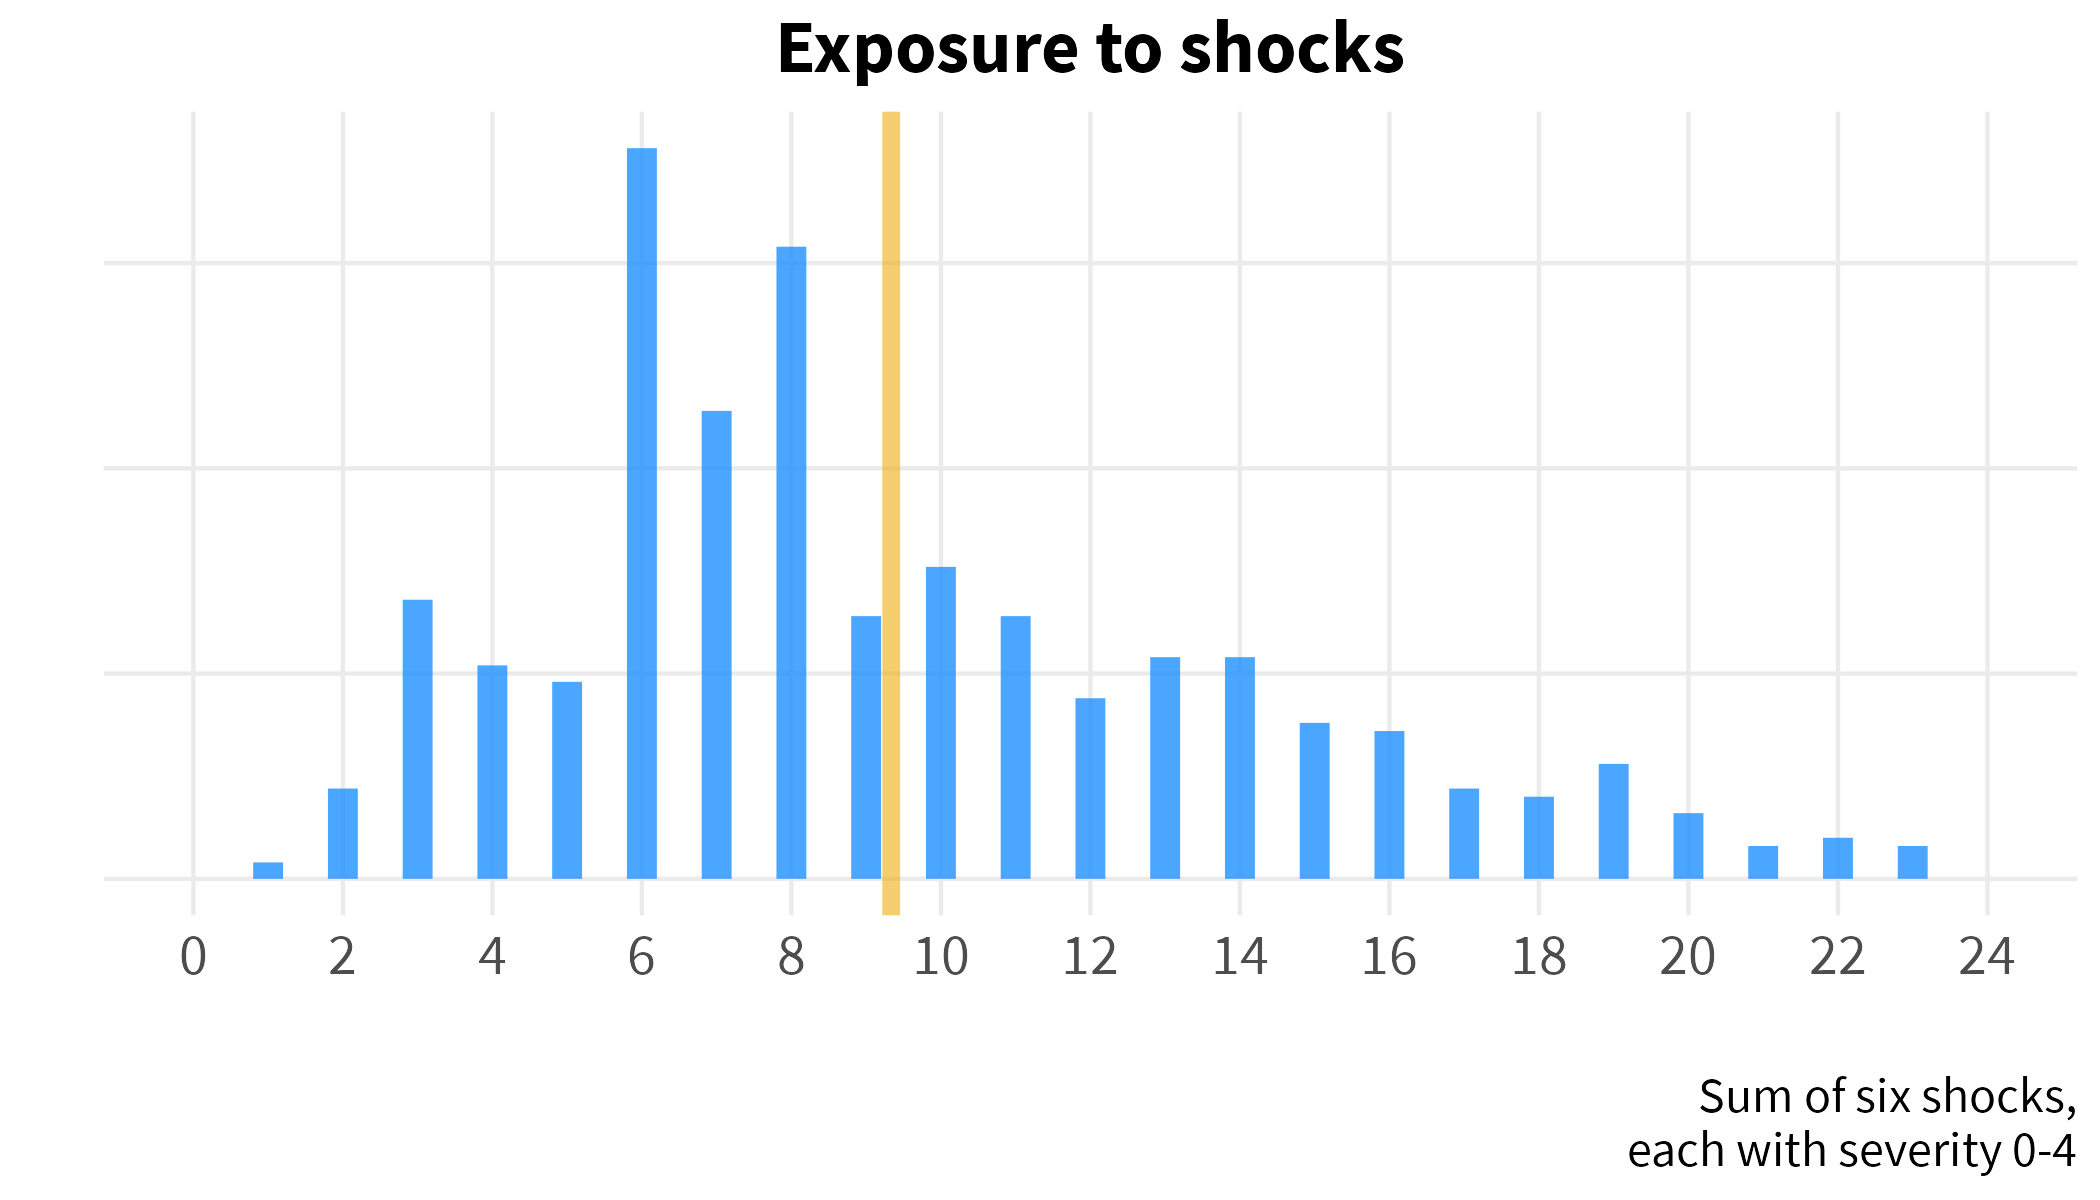 Exposure to shocks
0 2 4 6 8 10 12 14 16 18 20 22 24
Sum of six shocks,
each with severity 0-4